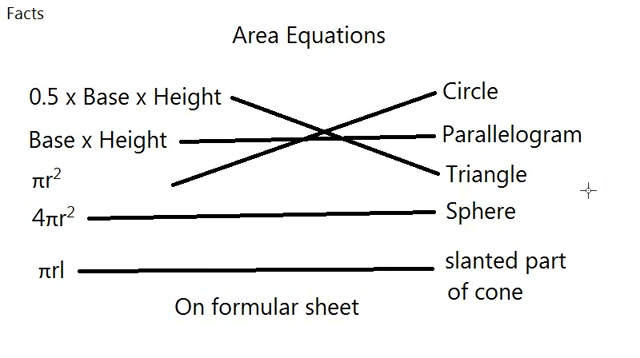 Facts
Area Equations
0.5 x Base x Height
Circle
Base x Height
Parallelogram
πr²
Triangle
4πr²
Sphere
πrl
slanted part
of cone
On formular sheet